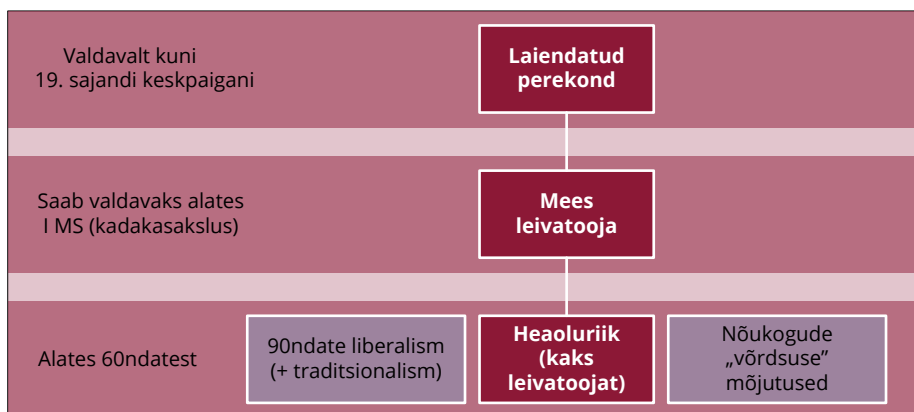 Valdavalt kuni
19. sajandi keskpaigani
Laiendatud
perekond
Saab valdavaks alates
I MS (kadakasakslus)
Mees
leivatooja
Alates 60ndatest
90ndate liberalism
(+ traditsionalism)
Heaoluriik
(kaks
leivatoojat)
Nõukogude
„võrdsuse”
mõjutused